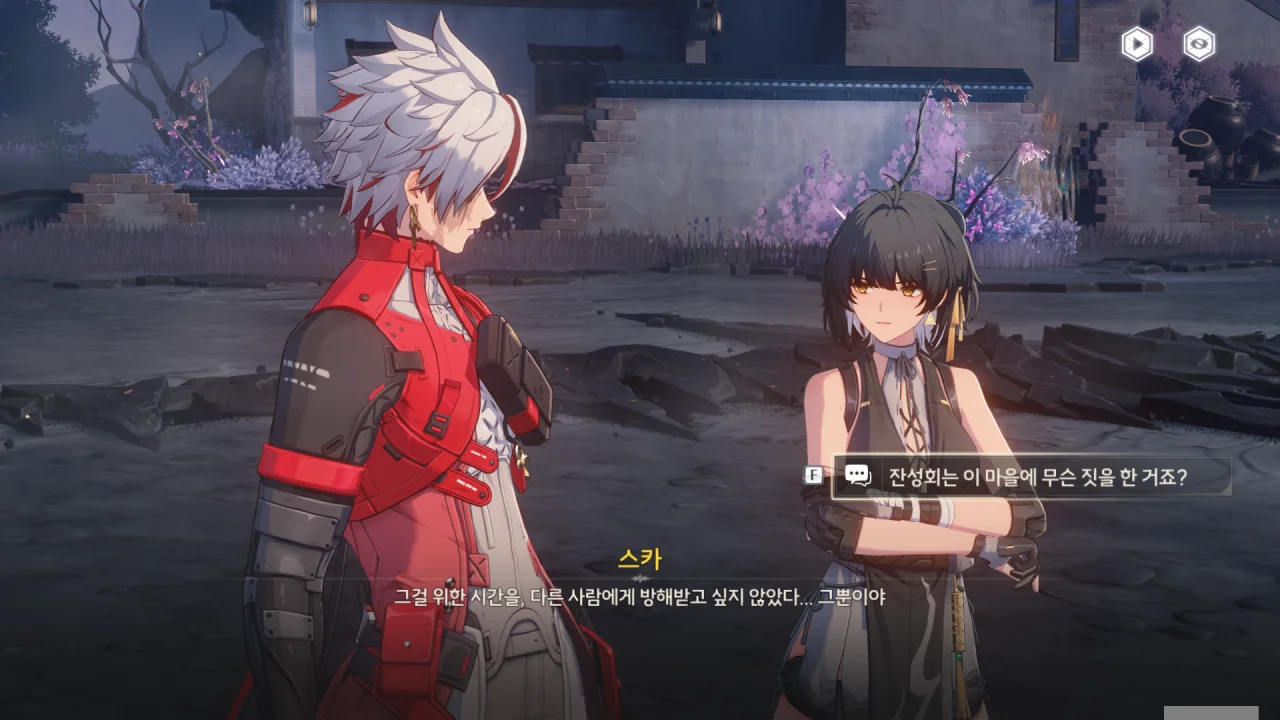 F
잔성회는 이 마을에 무슨 짓을 한 거죠?
스카
그걸 위한 시간을, 다른 사람에게 방해받고 싶지 않았다... 그뿐이야